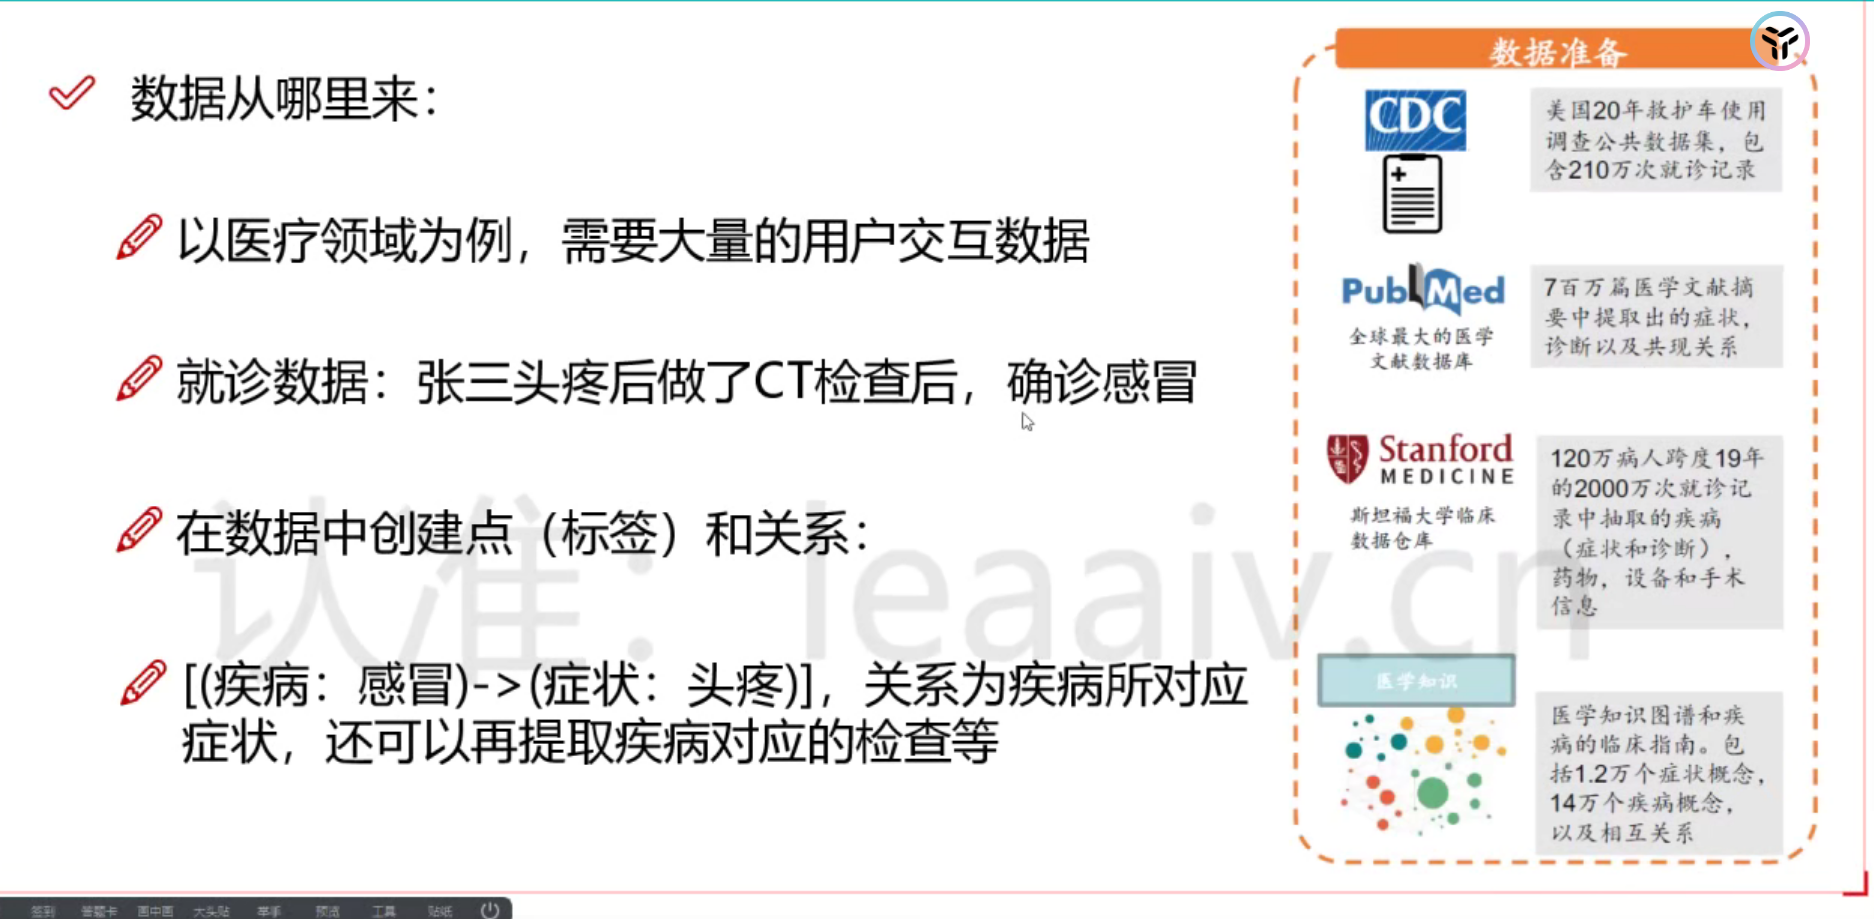 数据从哪里来：
以医疗领域为例，需要大量的用户交互数据
就诊数据：张三头疼后做了CT检查后，确诊感冒
在数据中创建点（标签）和关系：
[(疾病：感冒)->(症状：头疼)]，关系为疾病所对应
症状，还可以再提取疾病对应的检查等
认准：leaaiv.cn
数据准备
CDC
美国20年救护车使用
调查公共数据集，包
含210万次就诊记录
PubMed
全球最大的医学
文献数据库
7百万篇医学文献摘
要中提取出的症状，
诊断以及共现关系
Stanford
MEDICINE
斯坦福大学临床
数据仓库
120万病人跨度19年
的2000万次就诊记
录中抽取的疾病
（症状和诊断），
药物，设备和手术
信息
医学知识
医学知识图谱和疾
病的临床指南。包
括1.2万个症状概念，
14万个疾病概念，
以及相互关系
签到 答题卡 画中画 大头贴 举手 预览 工具 贴纸